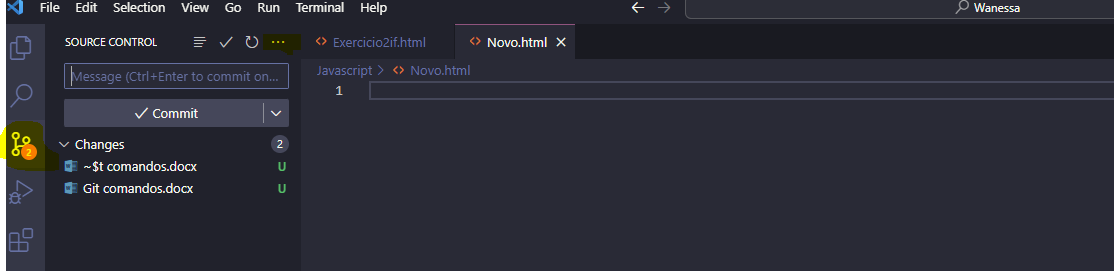 File Edit Selection View Go Run Terminal Help
Wanessa
SOURCE CONTROL
Exercicio2if.html
Novo.html
Message (Ctrl+Enter to commit on...
Javascript > Novo.html
1
Commit
Changes 2
2
~$t comandos.docx U
Git comandos.docx U